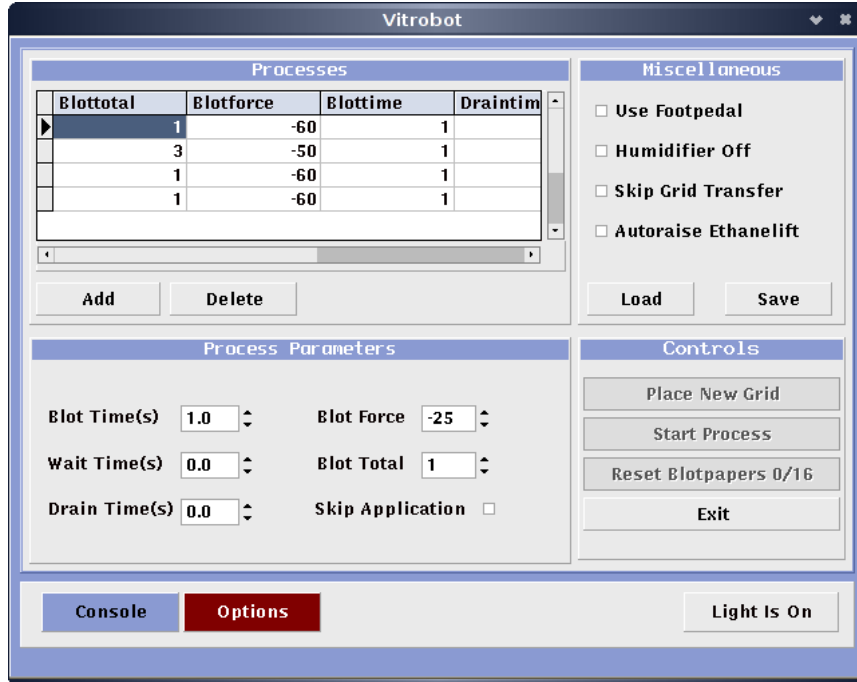 Vitrobot
Processes
Blottotal Blotforce Blottime Draintim
1 -60 1
3 -50 1
1 -60 1
1 -60 1
Add Delete
Miscellaneous
Use Footpedal
Humidifier Off
Skip Grid Transfer
Autoraise Ethanelift
Load Save
Process Parameters
Blot Time(s) 1.0 Blot Force -25
Wait Time(s) 0.0 Blot Total 1
Drain Time(s) 0.0 Skip Application
Controls
Place New Grid
Start Process
Reset Blotpapers 0/16
Exit
Console Options Light Is On